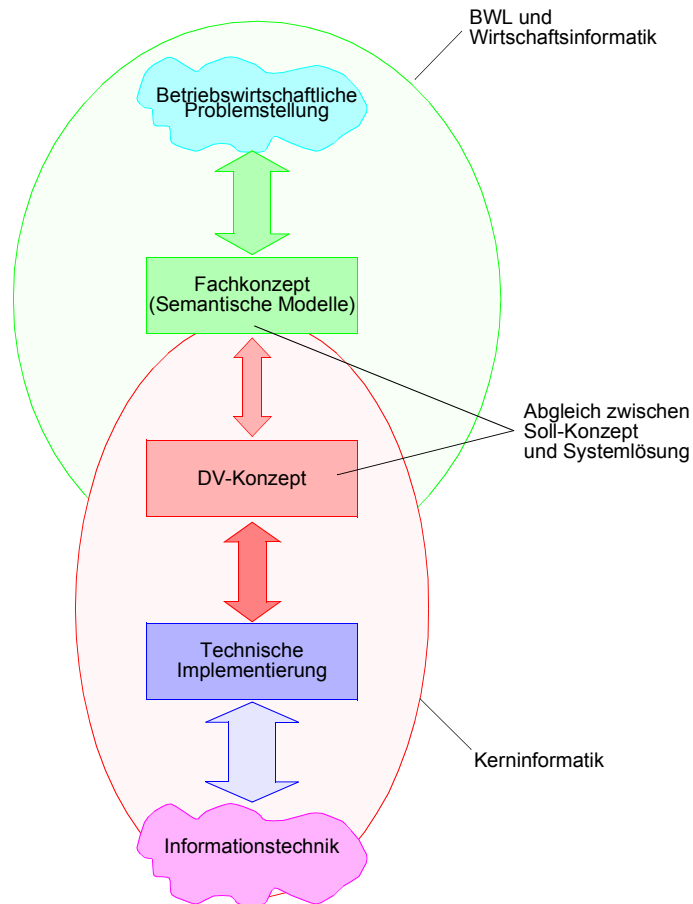 BWL und
Wirtschaftsinformatik
Betriebswirtschaftliche
Problemstellung
Fachkonzept
(Semantische Modelle)
Abgleich zwischen
Soll-Konzept
und Systemlösung
DV-Konzept
Technische
Implementierung
Kerninformatik
Informationstechnik